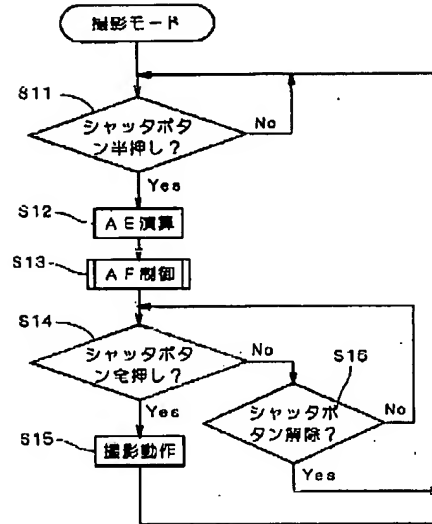 撮影モード
S11
シャッタボタ
ン半押し？
No
Yes
S12
AE演算
S13
AF制御
S14
シャッタボタ
ン全押し？
No
Yes
S16
シャッタボ
タン解除？
No
Yes
S15
撮影動作